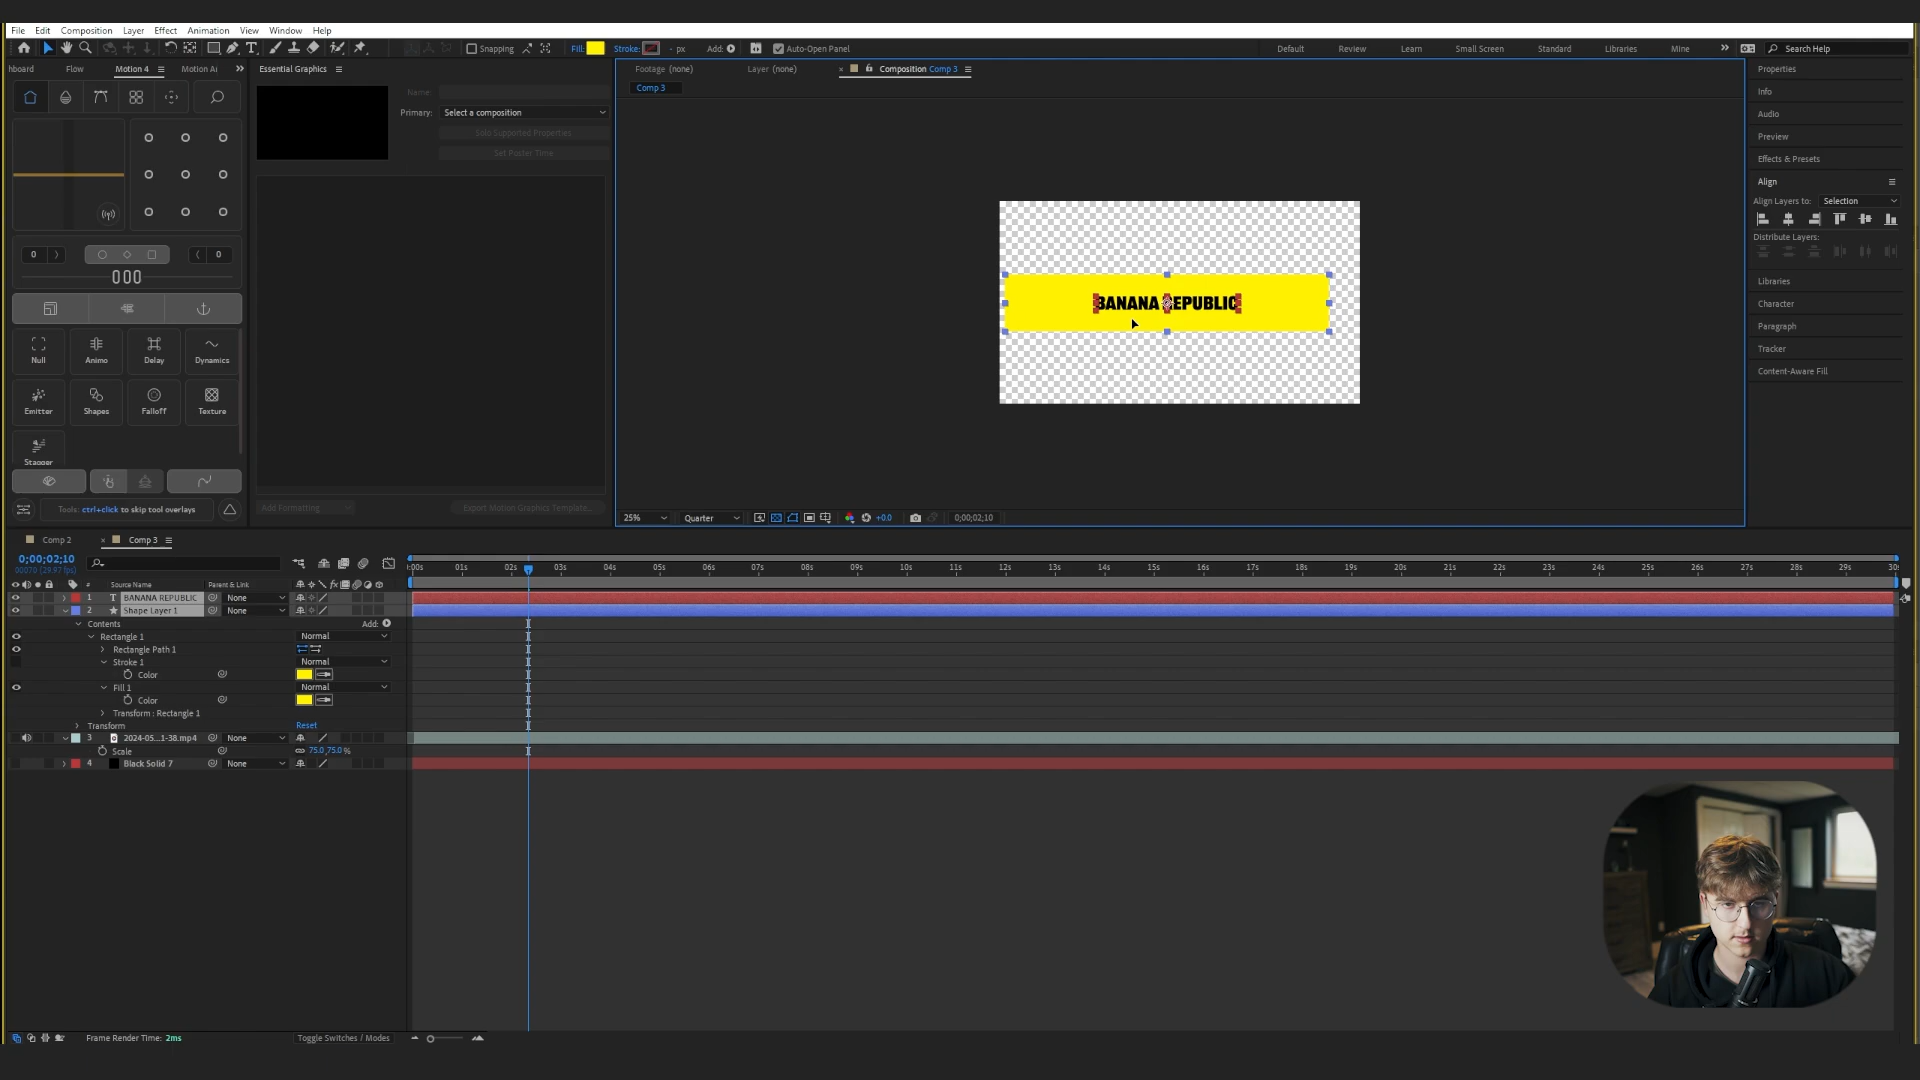 File Edit Composition Layer Effect Animation View Window Help
Snapping Fill: Stroke: - px Add: Auto-Open Panel Default Review Learn Small Screen Standard Libraries Mine Search Help
hboard Flow Motion 4 Motion Ai Essential Graphics Footage (none) Layer (none) Composition Comp 3 Properties
Comp 3
Name:
Primary: Select a composition
Solo Supported Properties
Set Poster Time
Info
Audio
Preview
Effects & Presets
Align
Align Layers to: Selection
Distribute Layers:
Libraries
Character
Paragraph
Tracker
Content-Aware Fill
0 0
Null Animo Delay Dynamics
Emitter Shapes Falloff Texture
Stagger
Tools: ctrl+click to skip tool overlays
Add Formatting Export Motion Graphics Template...
BANANA REPUBLIC
25% Quarter +0.0 0;00;02;10
Comp 2 Comp 3
0;00;02;10
00070 (29.97 fps)
:00s 01s 02s 03s 04s 05s 06s 07s 08s 09s 10s 11s 12s 13s 14s 15s 16s 17s 18s 19s 20s 21s 22s 23s 24s 25s 26s 27s 28s 29s 30s
# Source Name Parent & Link
1 T BANANA REPUBLIC None
2 Shape Layer 1 None
Contents Add:
Rectangle 1 Normal
Rectangle Path 1
Stroke 1 Normal
Color
Fill 1 Normal
Color
Transform : Rectangle 1
Transform Reset
3 2024-05...1-38.mp4 None
Scale 75.0,75.0%
4 Black Solid 7 None
Frame Render Time: 2ms Toggle Switches / Modes